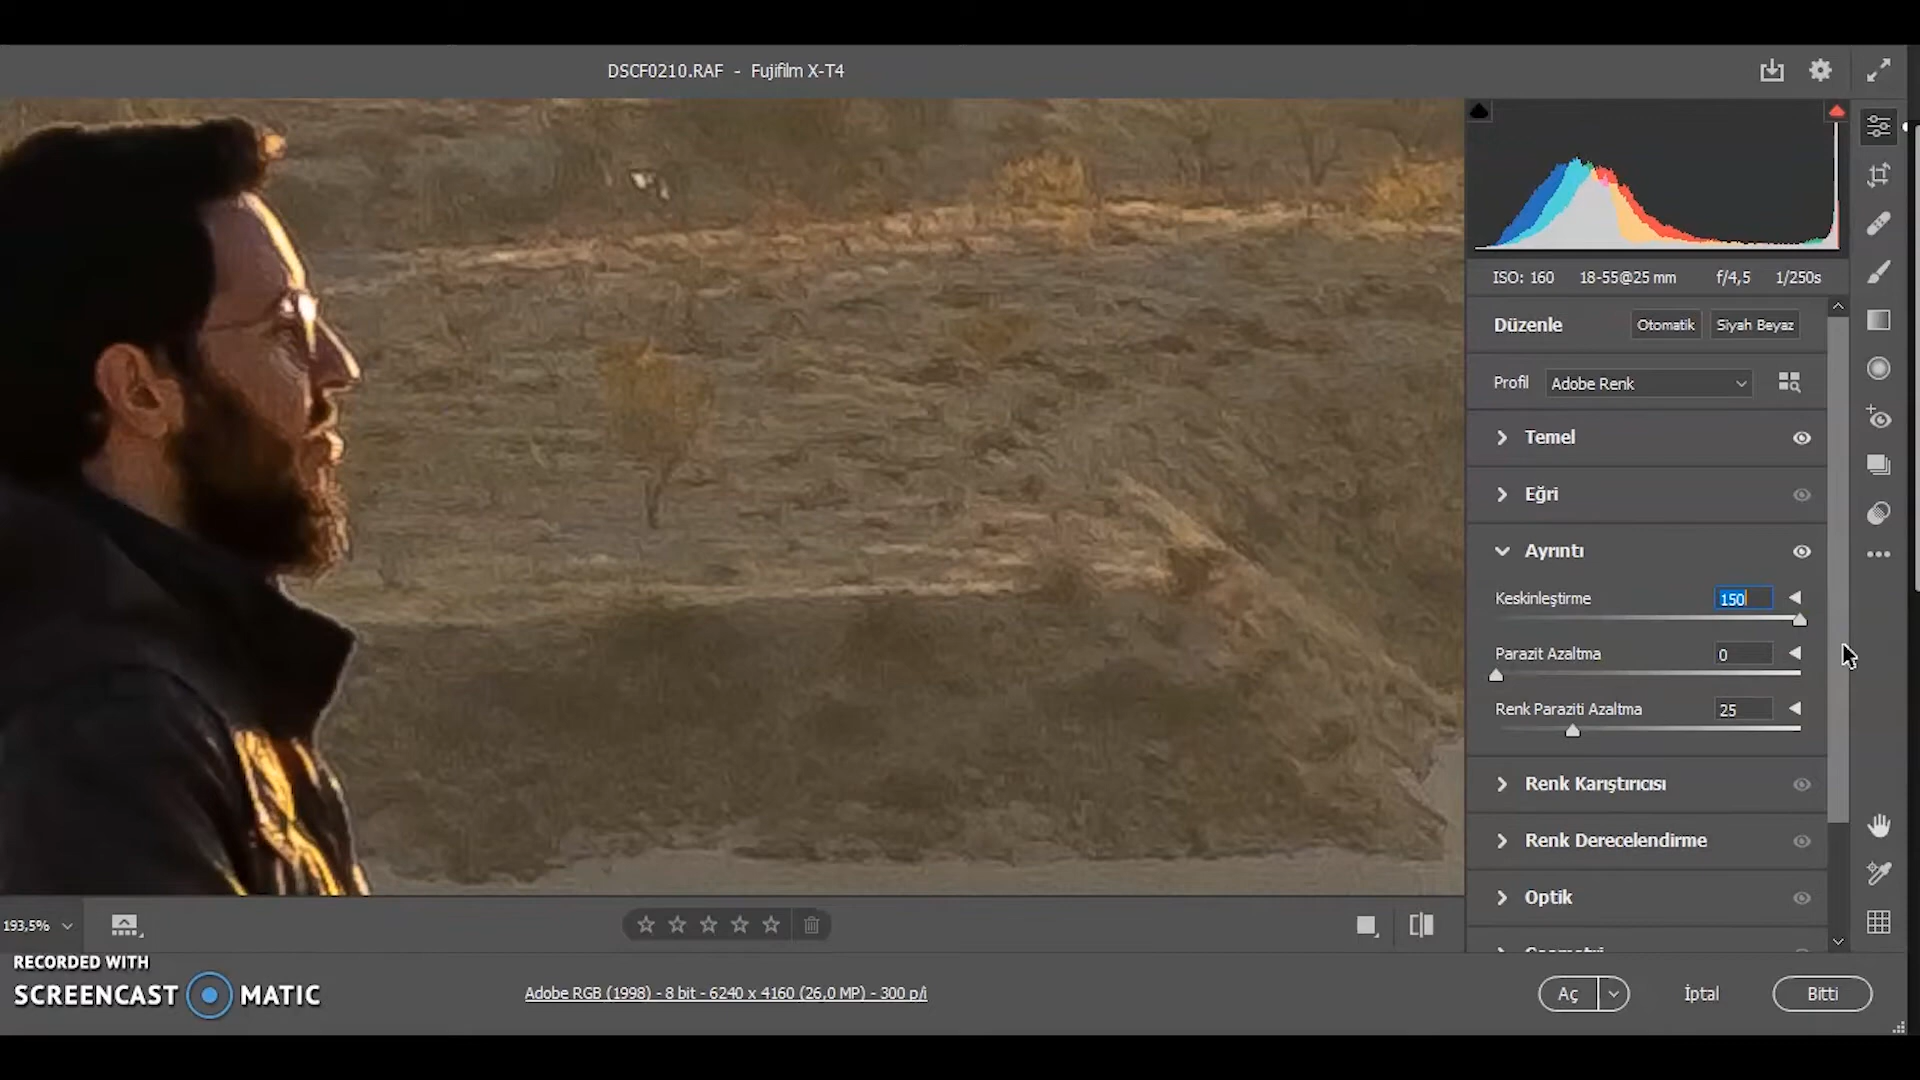 DSCF0210.RAF - Fujifilm X-T4
ISO: 160 18-55@25 mm f/4,5 1/250s
Düzenle Otomatik Siyah Beyaz
Profil Adobe Renk
Temel
Eğri
Ayrıntı
Keskinleştirme 150
Parazit Azaltma 0
Renk Paraziti Azaltma 25
Renk Karıştırıcısı
Renk Derecelendirme
Optik
Geometri
193,5%
RECORDED WITH
SCREENCAST MATIC
Adobe RGB (1998) - 8 bit - 6240 x 4160 (26,0 MP) - 300 p/i
Aç İptal Bitti